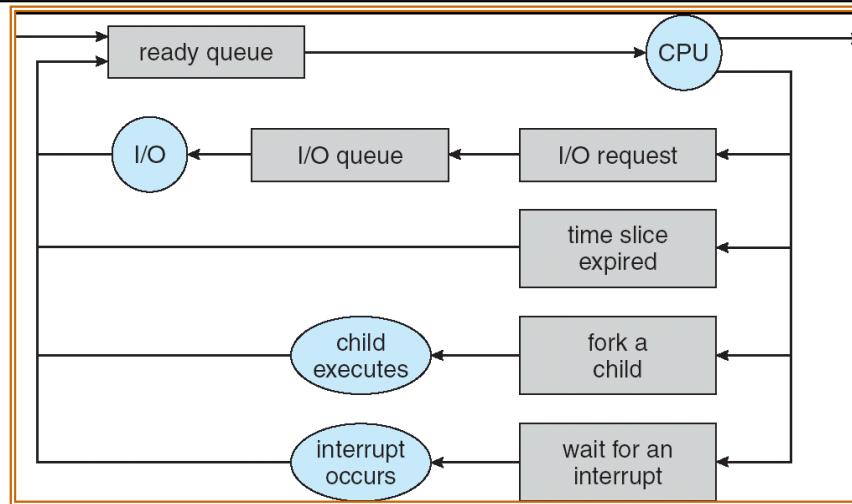 ready queue
CPU
I/O
I/O queue
I/O request
time slice
expired
child
executes
fork a
child
interrupt
occurs
wait for an
interrupt